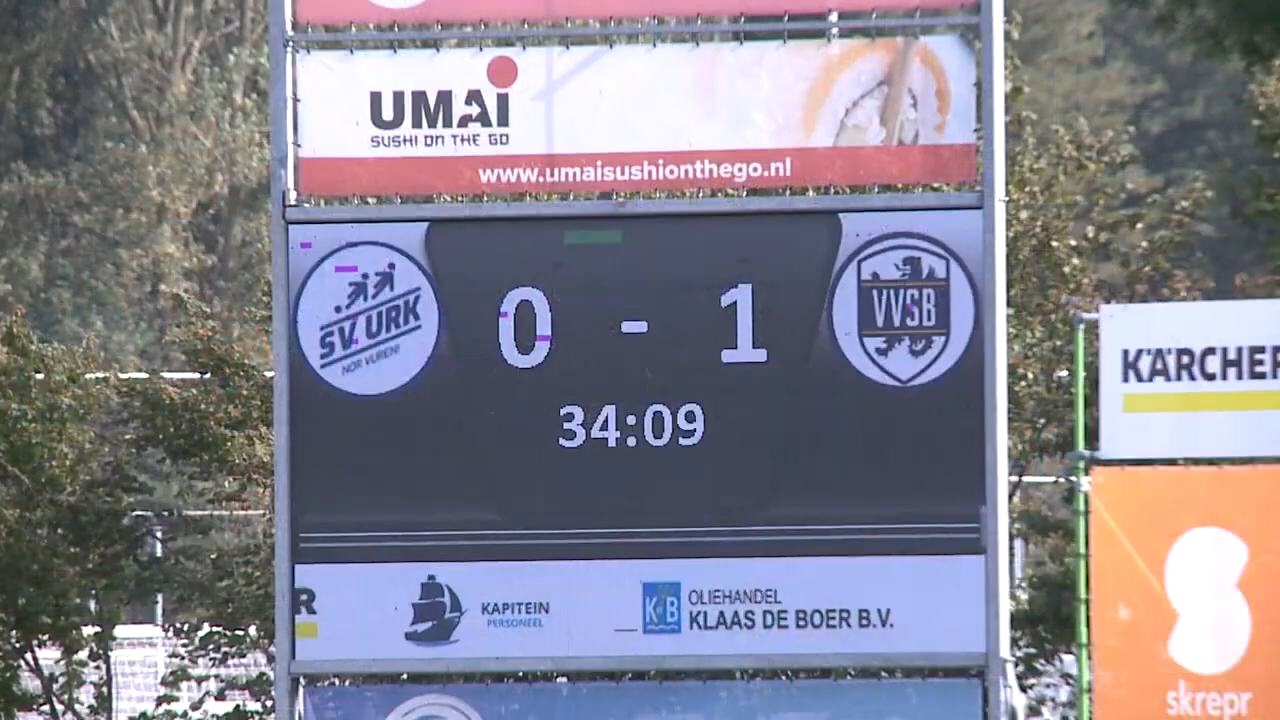 UMAi
SUSHI ON THE GO
www.umaisushionthego.nl
SV URK
NOR VUREN!
0 - 1
VVSB
34:09
KÄRCHER
R
KAPITEIN
PERSONEEL
KB
OLIEHANDEL
KLAAS DE BOER B.V.
skrepr